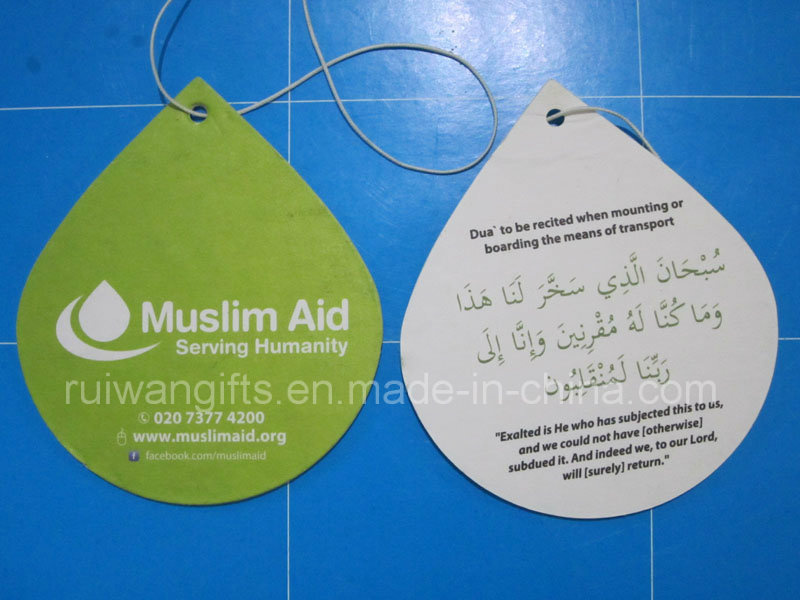 Muslim Aid
Serving Humanity
020 7377 4200
www.muslimaid.org
facebook.com/muslimaid
Dua` to be recited when mounting or
boarding the means of transport
سُبْحَانَ الَّذِي سَخَّرَ لَنَا هَذَا
وَمَا كُنَّا لَهُ مُقْرِنِينَ وَإِنَّا إِلَى
رَبِّنَا لَمُنْقَلِبُون
"Exalted is He who has subjected this to us,
and we could not have [otherwise]
subdued it. And indeed we, to our Lord,
will [surely] return."
ruiwangifts.en.made-in-china.com